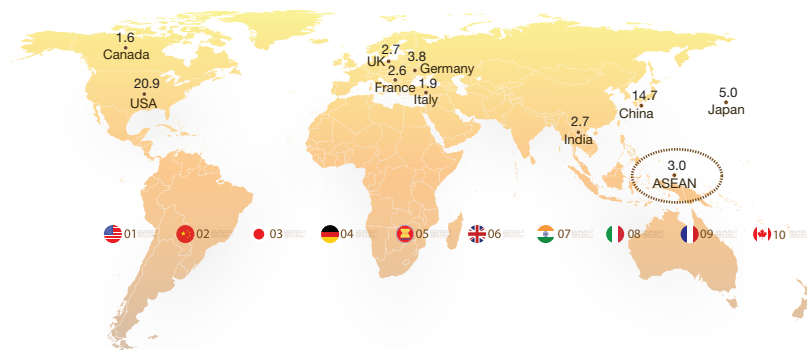 1.6
Canada
20.9
USA
2.7
UK
3.8
Germany
2.6
France
1.9
Italy
14.7
China
5.0
Japan
2.7
India
3.0
ASEAN
01
02
03
04
05
06
07
08
09
10